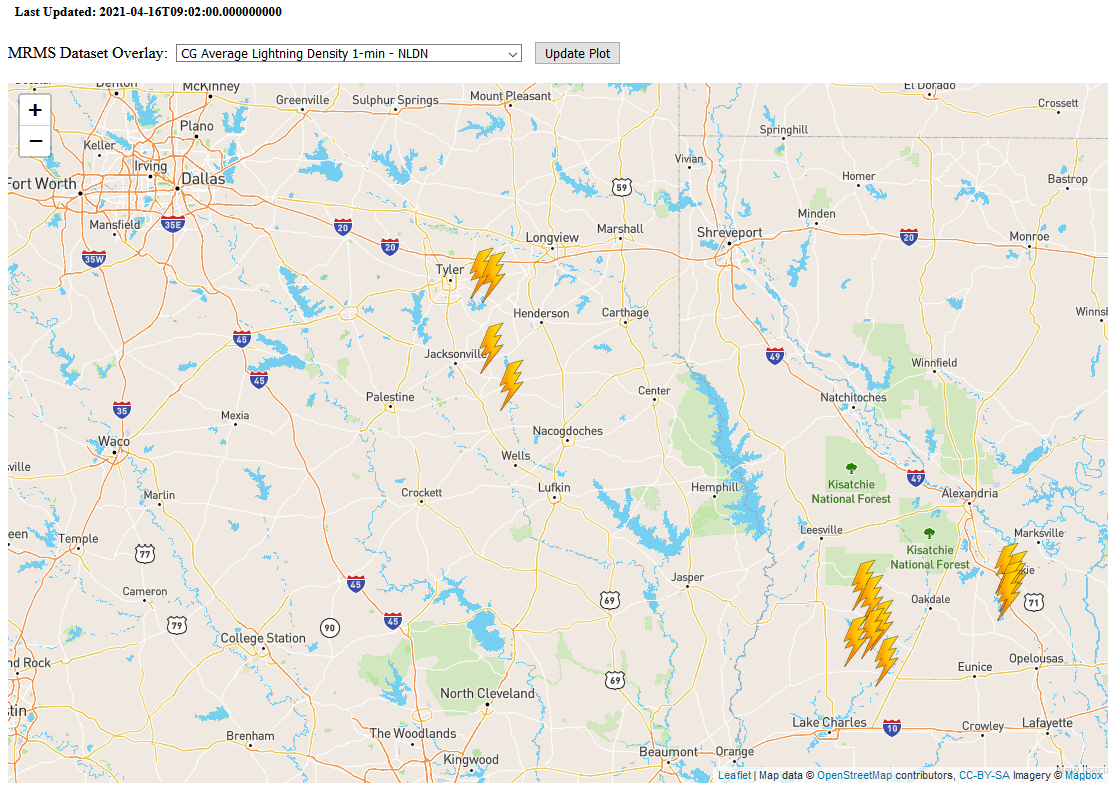 Last Updated: 2021-04-16T09:02:00.000000000
MRMS Dataset Overlay: CG Average Lightning Density 1-min - NLDN Update Plot
+
−
Denton
McKinney
Greenville
Sulphur Springs
Mount Pleasant
El Dorado
Crossett
Plano
Springhill
Keller
Irving
Vivian
Homer
Bastrop
Fort Worth
Dallas
59
Minden
Mansfield
35E
20
Marshall
Shreveport
20
Monroe
Longview
20
35W
Tyler
Henderson
Carthage
Winnsb
45
Jacksonville
49
Winnfield
45
Center
Palestine
Natchitoches
35
Mexia
Nacogdoches
Waco
Wells
sville
Kisatchie
National Forest
49
Lufkin
Hemphill
Crockett
Alexandria
Marlin
Leesville
Marksville
een
Temple
Kisatchie
National Forest
77
kie
Jasper
45
Cameron
69
Oakdale
71
79
90
45
College Station
nd Rock
Eunice
Opelousas
69
North Cleveland
stin
Lake Charles
10
Crowley
Lafayette
Brenham
The Woodlands
Kingwood
Beaumont
Orange
New Iberia
Leaflet | Map data © OpenStreetMap contributors, CC-BY-SA Imagery © Mapbox